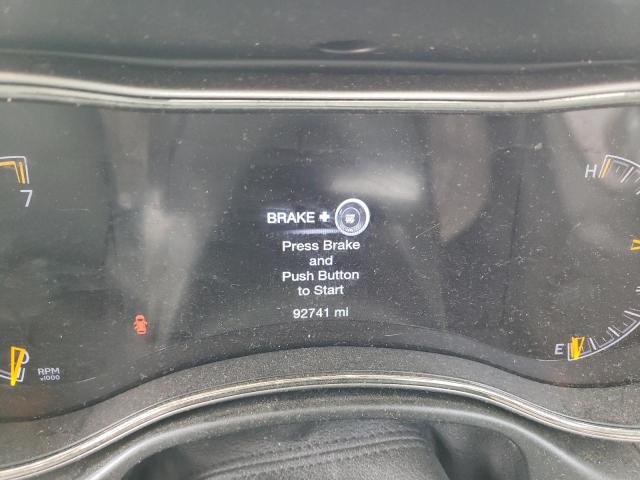 H
7
BRAKE +
Press Brake
and
Push Button
to Start
92741 mi
E
RPM
x1000